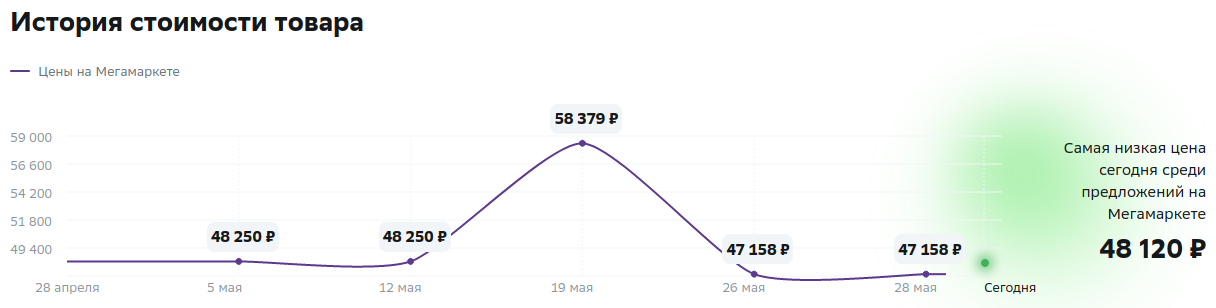 История стоимости товара
Цены на Мегамаркете
58 379 ₽
59 000
56 600
54 200
51 800
49 400
48 250 ₽
48 250 ₽
47 158 ₽
47 158 ₽
28 апреля
5 мая
12 мая
19 мая
26 мая
28 мая
Сегодня
Самая низкая цена
сегодня среди
предложений на
Мегамаркете
48 120 ₽